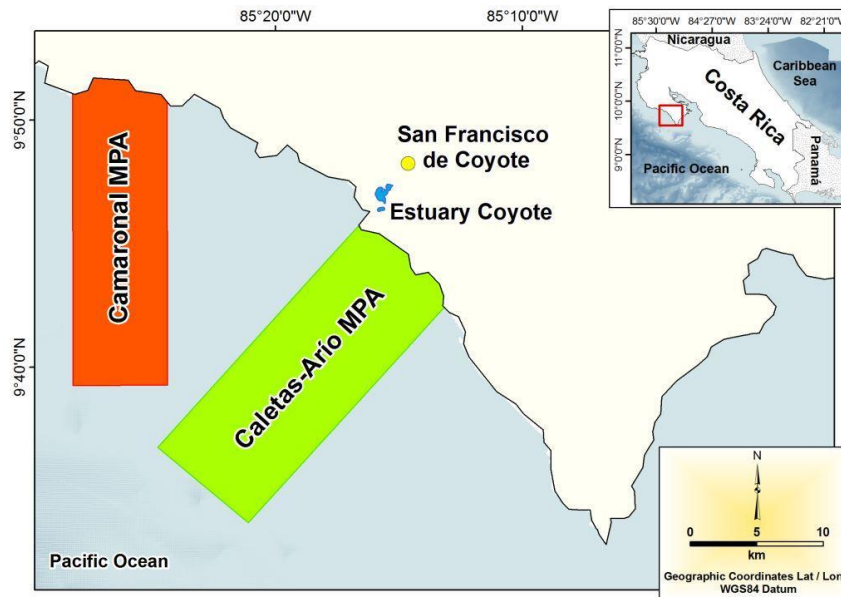 85°20'0"W
85°10'0"W
9°50'0"N
9°40'0"N
Camaronal MPA
Caletas-Arío MPA
San Francisco
de Coyote
Estuary Coyote
Pacific Ocean
85°30'0"W
84°27'0"W
83°24'0"W
82°21'0"W
11°0'0"N
10°0'0"N
9°0'0"N
Nicaragua
Caribbean
Sea
Costa Rica
Panamá
Pacific Ocean
N
0
5
10
km
Geographic Coordinates Lat / Lon
WGS84 Datum